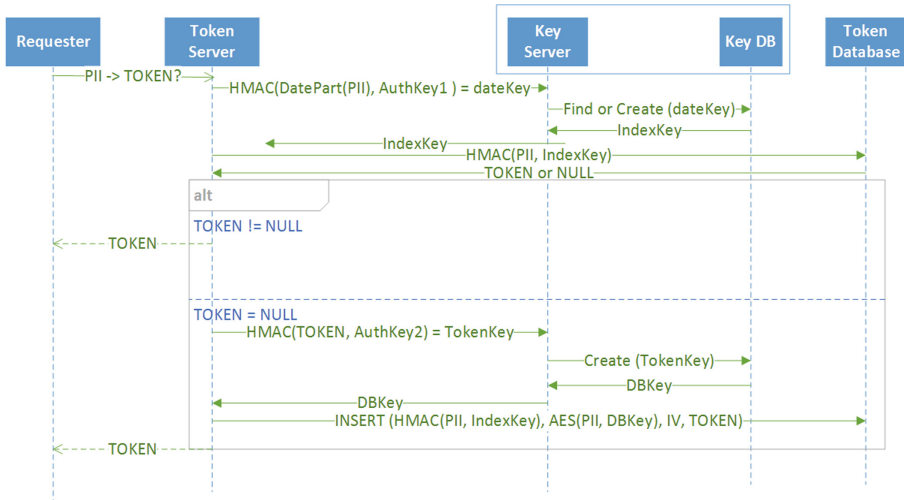 Requester
Token
Server
Key
Server
Key DB
Token
Database
PII -> TOKEN?
HMAC(DatePart(PII), AuthKey1 ) = dateKey
Find or Create (dateKey)
IndexKey
IndexKey
HMAC(PII, IndexKey)
TOKEN or NULL
alt
TOKEN != NULL
TOKEN
TOKEN = NULL
HMAC(TOKEN, AuthKey2) = TokenKey
Create (TokenKey)
DBKey
DBKey
INSERT (HMAC(PII, IndexKey), AES(PII, DBKey), IV, TOKEN)
TOKEN